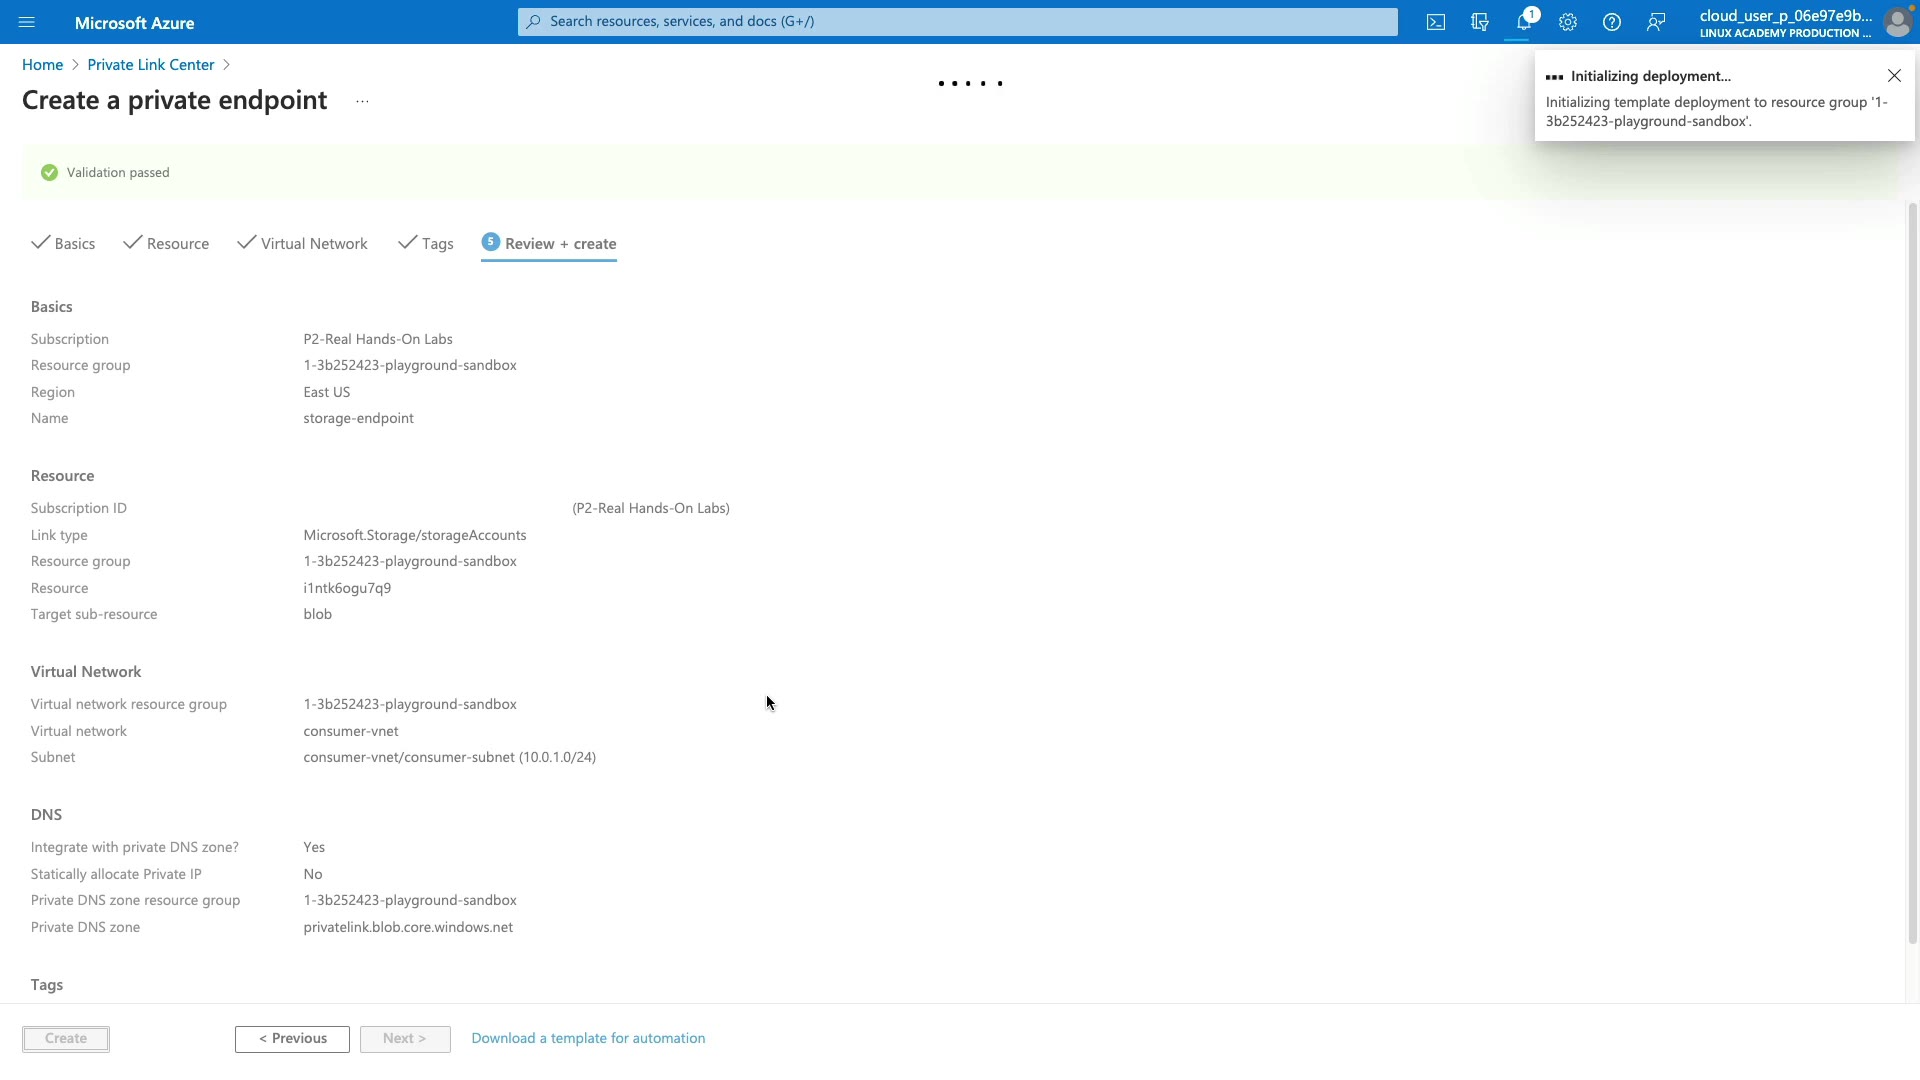 Microsoft Azure
Search resources, services, and docs (G+/)
1
cloud_user_p_06e97e9b...
LINUX ACADEMY PRODUCTION ...
Home > Private Link Center >
Create a private endpoint ...
Initializing deployment...
Initializing template deployment to resource group '1-
3b252423-playground-sandbox'.
Validation passed
Basics Resource Virtual Network Tags 5 Review + create
Basics
Subscription P2-Real Hands-On Labs
Resource group 1-3b252423-playground-sandbox
Region East US
Name storage-endpoint
Resource
Subscription ID (P2-Real Hands-On Labs)
Link type Microsoft.Storage/storageAccounts
Resource group 1-3b252423-playground-sandbox
Resource i1ntk6ogu7q9
Target sub-resource blob
Virtual Network
Virtual network resource group 1-3b252423-playground-sandbox
Virtual network consumer-vnet
Subnet consumer-vnet/consumer-subnet (10.0.1.0/24)
DNS
Integrate with private DNS zone? Yes
Statically allocate Private IP No
Private DNS zone resource group 1-3b252423-playground-sandbox
Private DNS zone privatelink.blob.core.windows.net
Tags
Create < Previous Next > Download a template for automation